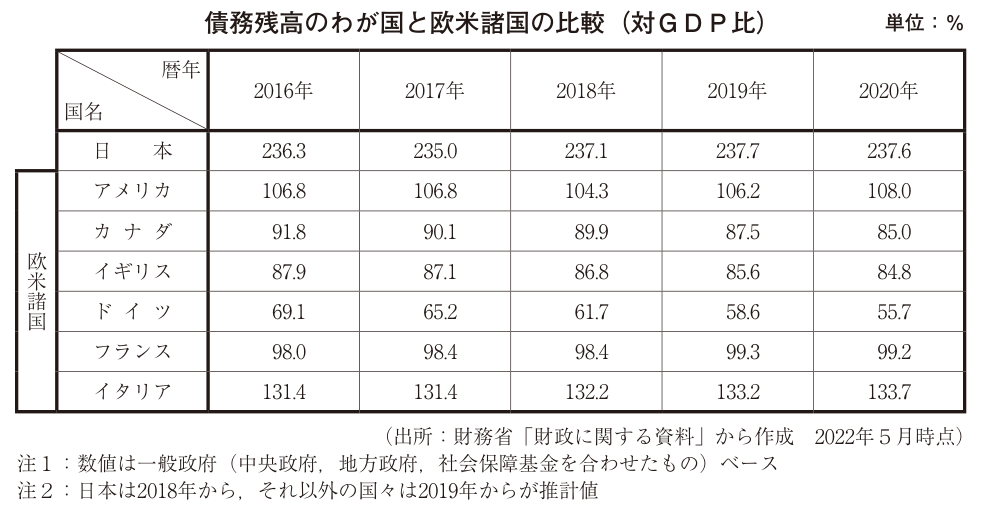 債務残高のわが国と欧米諸国の比較（対ＧＤＰ比） 単位：％
暦年 2016年 2017年 2018年 2019年 2020年
国名
日本 236.3 235.0 237.1 237.7 237.6
アメリカ 106.8 106.8 104.3 106.2 108.0
カナダ 91.8 90.1 89.9 87.5 85.0
イギリス 87.9 87.1 86.8 85.6 84.8
欧米諸国
ドイツ 69.1 65.2 61.7 58.6 55.7
フランス 98.0 98.4 98.4 99.3 99.2
イタリア 131.4 131.4 132.2 133.2 133.7
（出所：財務省「財政に関する資料」から作成　2022年５月時点）
注１：数値は一般政府（中央政府，地方政府，社会保障基金を合わせたもの）ベース
注２：日本は2018年から，それ以外の国々は2019年からが推計値